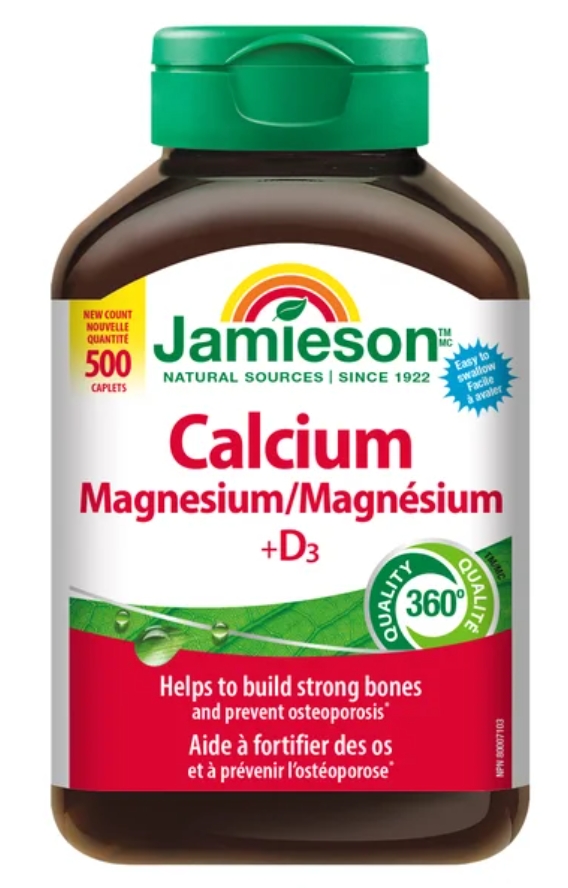 NEW COUNT
NOUVELLE
QUANTITÉ
500
CAPLETS
Jamieson™ MC
NATURAL SOURCES | SINCE 1922
Easy to
swallow
Facile
à avaler
Calcium
Magnesium/Magnésium
+D₃
QUALITY
360°
QUALITÉ
TM/MC
Helps to build strong bones
and prevent osteoporosis*
Aide à fortifier des os
et à prévenir l'ostéoporose*
NPN 80007103